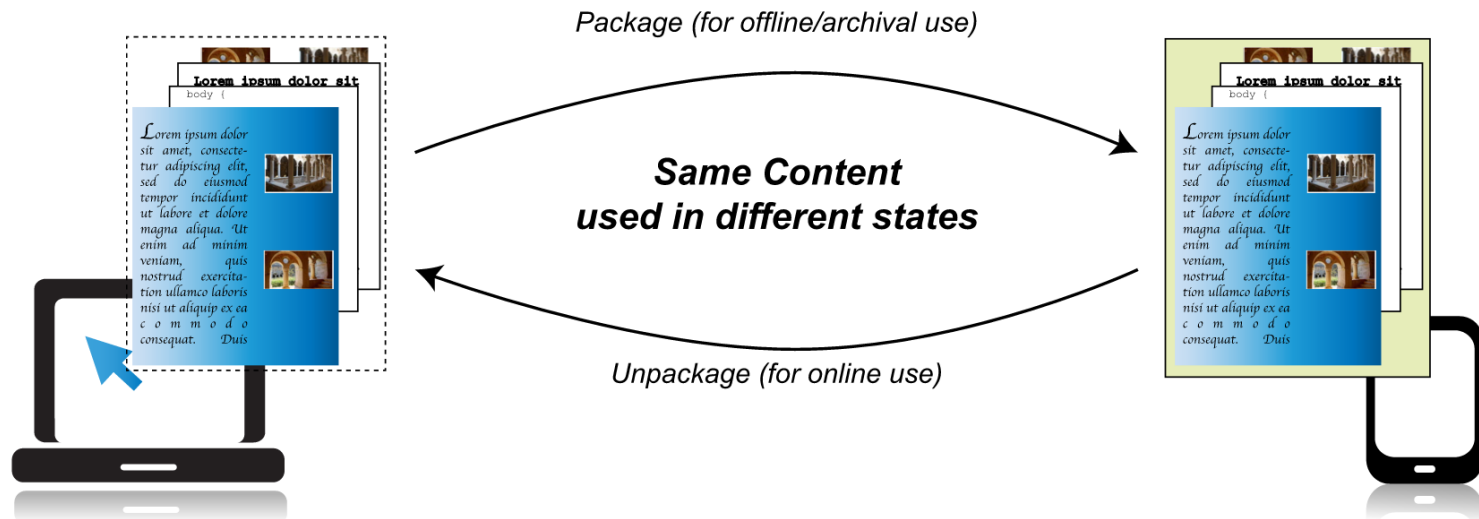 Package (for offline/archival use)
Lorem ipsum dolor sit
body {
Lorem ipsum dolor
sit amet, consecte-
tur adipiscing elit,
sed do eiusmod
tempor incididunt
ut labore et dolore
magna aliqua. Ut
enim ad minim
veniam, quis
nostrud exercita-
tion ullamco laboris
nisi ut aliquip ex ea
c o m m o d o
consequat. Duis
Same Content
used in different states
Unpackage (for online use)
Lorem ipsum dolor sit
body {
Lorem ipsum dolor
sit amet, consecte-
tur adipiscing elit,
sed do eiusmod
tempor incididunt
ut labore et dolore
magna aliqua. Ut
enim ad minim
veniam, quis
nostrud exercita-
tion ullamco laboris
nisi ut aliquip ex ea
c o m m o d o
consequat. Duis